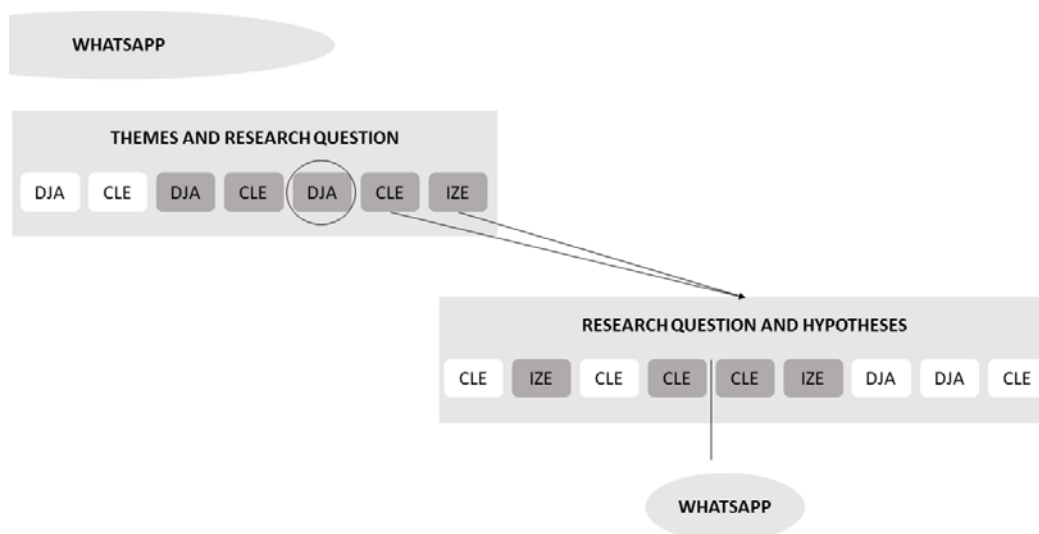 WHATSAPP
THEMES AND RESEARCH QUESTION
DJA CLE DJA CLE DJA CLE IZE
RESEARCH QUESTION AND HYPOTHESES
CLE IZE CLE CLE CLE IZE DJA DJA CLE
WHATSAPP